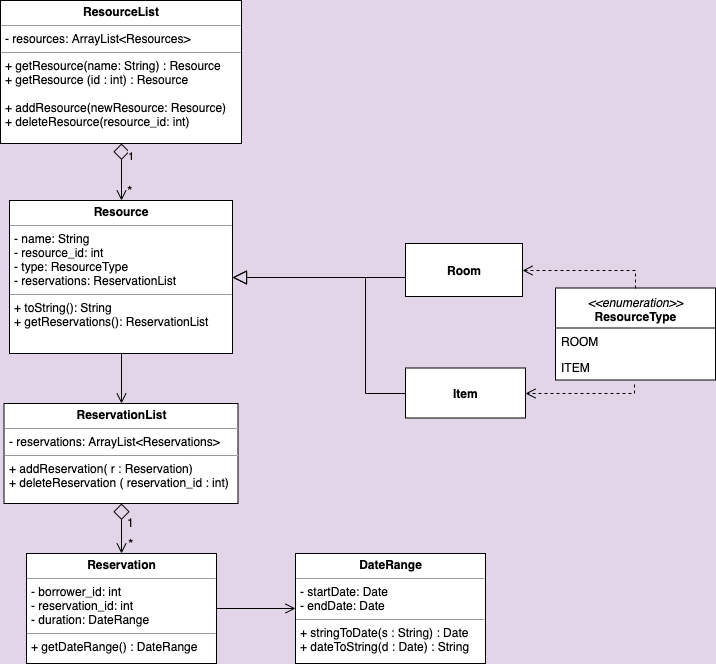 ResourceList
- resources: ArrayList<Resources>
+ getResource(name: String) : Resource
+ getResource (id : int) : Resource
+ addResource(newResource: Resource)
+ deleteResource(resource_id: int)
1
*
Resource
- name: String
- resource_id: int
- type: ResourceType
- reservations: ReservationList
+ toString(): String
+ getReservations(): ReservationList
Room
<<enumeration>>
ResourceType
ROOM
ITEM
Item
ReservationList
- reservations: ArrayList<Reservations>
+ addReservation( r : Reservation)
+ deleteReservation ( reservation_id : int)
1
*
Reservation
- borrower_id: int
- reservation_id: int
- duration: DateRange
+ getDateRange() : DateRange
DateRange
- startDate: Date
- endDate: Date
+ stringToDate(s : String) : Date
+ dateToString(d : Date) : String